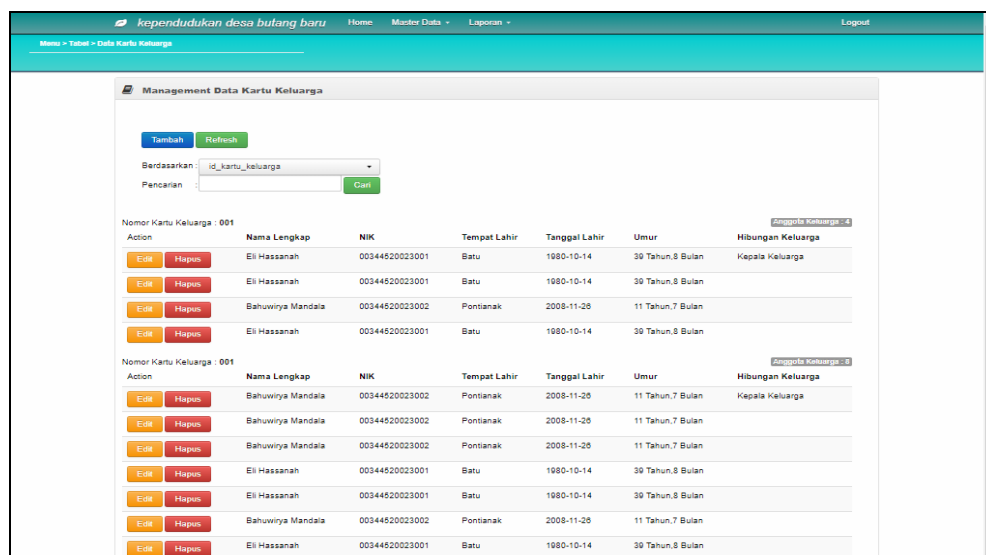 kependudukan desa butang baru Home Master Data Laporan Logout
Menu > Tabel > Data Kartu Keluarga
Management Data Kartu Keluarga
Tambah Refresh
Berdasarkan : id_kartu_keluarga
Pencarian : Cari
Nomor Kartu Keluarga : 001 Anggota Keluarga : 4
Action Nama Lengkap NIK Tempat Lahir Tanggal Lahir Umur Hibungan Keluarga
Edit Hapus Eli Hassanah 00344520023001 Batu 1980-10-14 39 Tahun,8 Bulan Kepala Keluarga
Edit Hapus Eli Hassanah 00344520023001 Batu 1980-10-14 39 Tahun,8 Bulan
Edit Hapus Bahuwirya Mandala 00344520023002 Pontianak 2008-11-26 11 Tahun,7 Bulan
Edit Hapus Eli Hassanah 00344520023001 Batu 1980-10-14 39 Tahun,8 Bulan
Nomor Kartu Keluarga : 001 Anggota Keluarga :
Action Nama Lengkap NIK Tempat Lahir Tanggal Lahir Umur Hibungan Keluarga
Edit Hapus Bahuwirya Mandala 00344520023002 Pontianak 2008-11-26 11 Tahun,7 Bulan Kepala Keluarga
Edit Hapus Bahuwirya Mandala 00344520023002 Pontianak 2008-11-26 11 Tahun,7 Bulan
Edit Hapus Bahuwirya Mandala 00344520023002 Pontianak 2008-11-26 11 Tahun,7 Bulan
Edit Hapus Eli Hassanah 00344520023001 Batu 1980-10-14 39 Tahun,8 Bulan
Edit Hapus Eli Hassanah 00344520023001 Batu 1980-10-14 39 Tahun,8 Bulan
Edit Hapus Bahuwirya Mandala 00344520023002 Pontianak 2008-11-26 11 Tahun,7 Bulan
Edit Hapus Eli Hassanah 00344520023001 Batu 1980-10-14 39 Tahun,8 Bulan